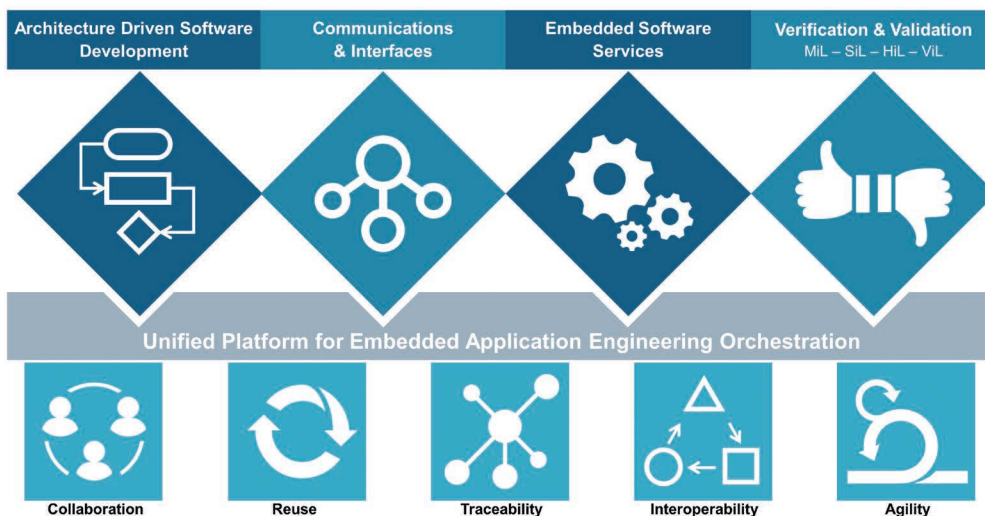 Architecture Driven Software
Development
Communications
& Interfaces
Embedded Software
Services
Verification & Validation
MiL – SiL – HiL – ViL
Unified Platform for Embedded Application Engineering Orchestration
Collaboration
Reuse
Traceability
Interoperability
Agility